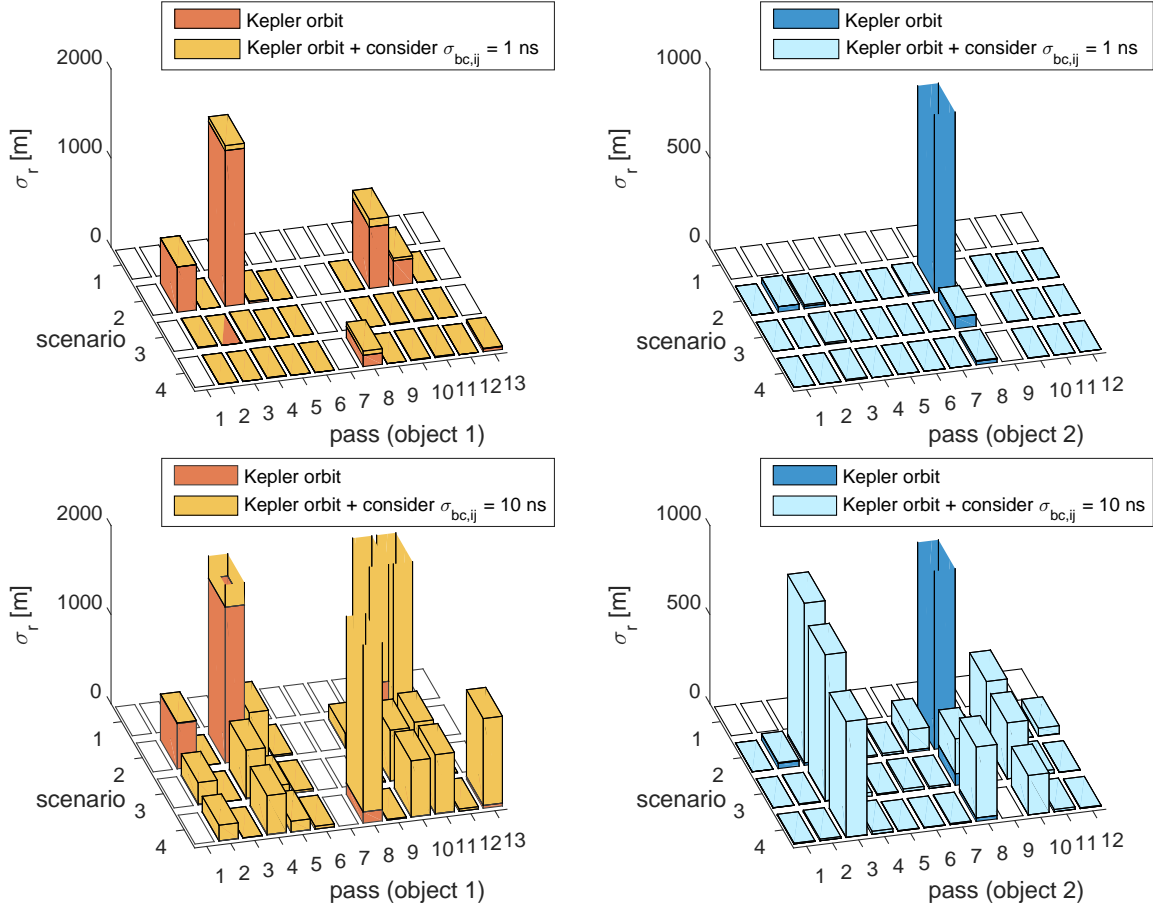 Kepler orbit
Kepler orbit + consider σbc,ij = 1 ns
2000
1000
0
σr [m]
1
2
3
4
scenario
1 2 3 4 5 6 7 8 9 10 11 12 13
pass (object 1)
Kepler orbit
Kepler orbit + consider σbc,ij = 1 ns
1000
500
0
σr [m]
1
2
3
4
scenario
1 2 3 4 5 6 7 8 9 10 11 12
pass (object 2)
Kepler orbit
Kepler orbit + consider σbc,ij = 10 ns
2000
1000
0
σr [m]
1
2
3
4
scenario
1 2 3 4 5 6 7 8 9 10 11 12 13
pass (object 1)
Kepler orbit
Kepler orbit + consider σbc,ij = 10 ns
1000
500
0
σr [m]
1
2
3
4
scenario
1 2 3 4 5 6 7 8 9 10 11 12
pass (object 2)